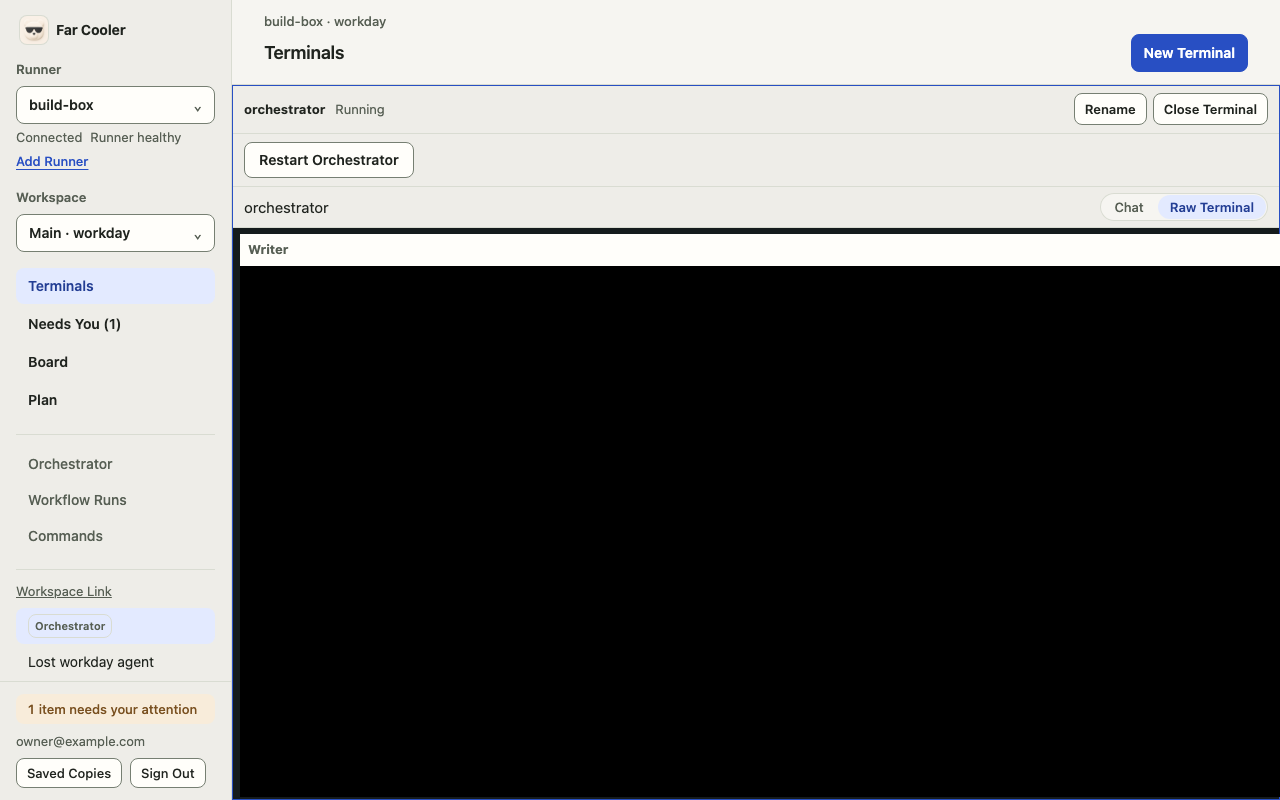 Far Cooler
Runner
build-box
Connected Runner healthy
Add Runner
Workspace
Main · workday
Terminals
Needs You (1)
Board
Plan
Orchestrator
Workflow Runs
Commands
Workspace Link
Orchestrator
Lost workday agent
1 item needs your attention
owner@example.com
Saved Copies Sign Out
build-box · workday
Terminals
New Terminal
orchestrator Running
Rename Close Terminal
Restart Orchestrator
orchestrator
Chat Raw Terminal
Writer